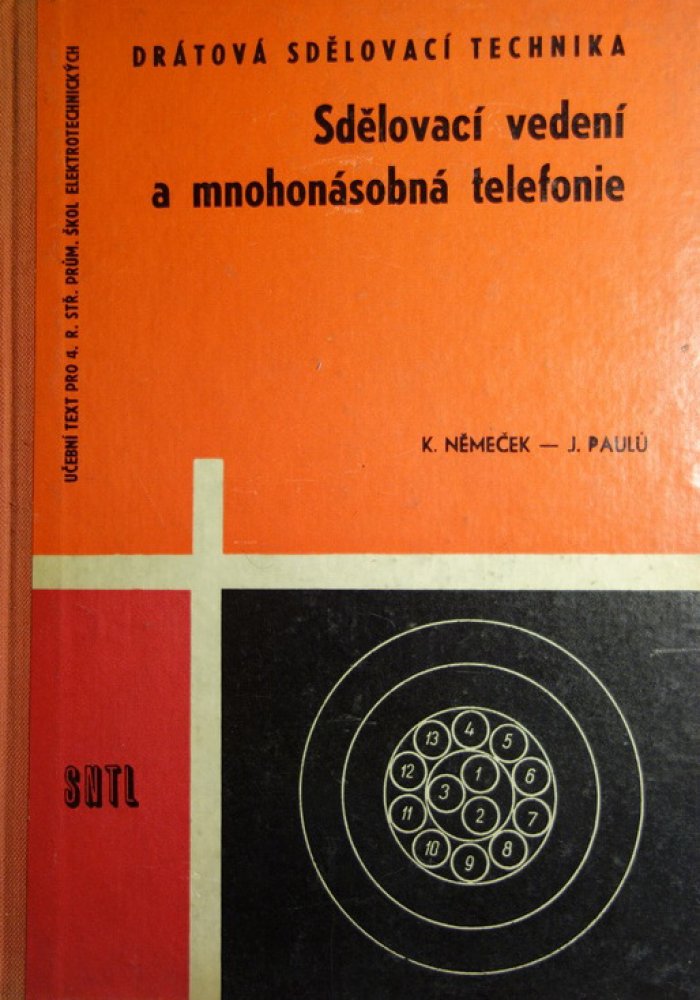 DRÁTOVÁ SDĚLOVACÍ TECHNIKA
Sdělovací vedení
a mnohonásobná telefonie
UČEBNÍ TEXT PRO 4. R. STŘ. PRŮM. ŠKOL ELEKTROTECHNICKÝCH
K. NĚMEČEK — J. PAULŮ
SNTL
4
13
5
12
1
6
3
11
2
7
10
8
9